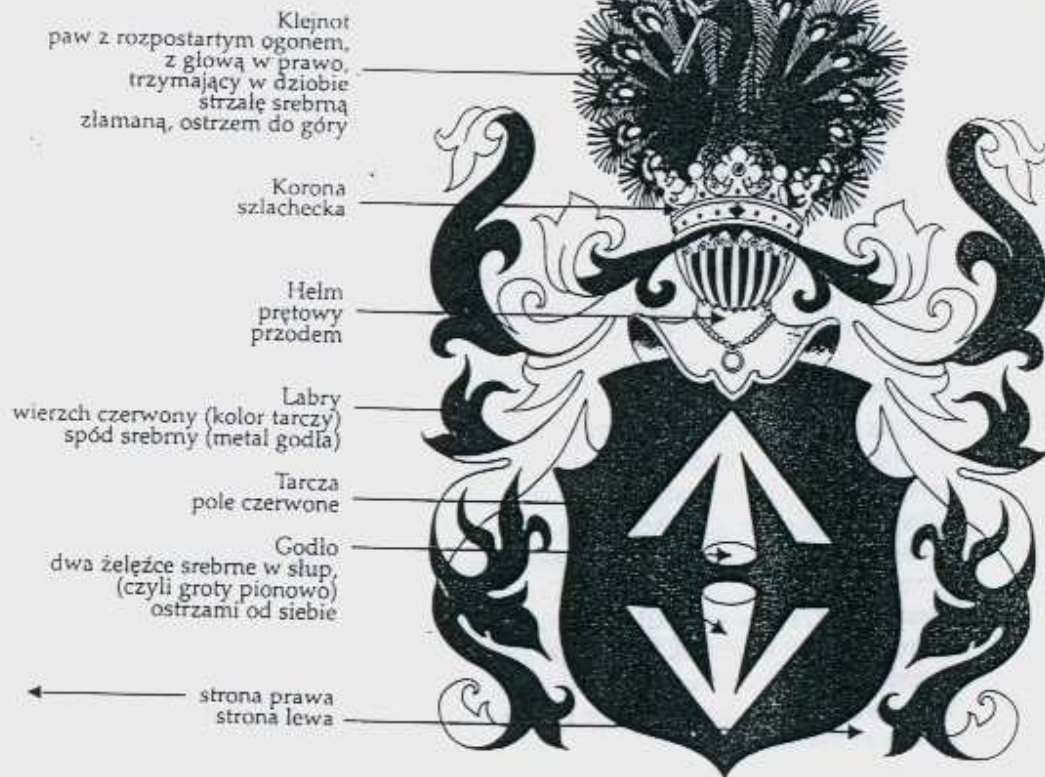 Klejnot
paw z rozpostartym ogonem,
z głową w prawo,
trzymający w dziobie
strzałę srebrną
złamaną, ostrzem do góry
Korona
szlachecka
Hełm
prętowy
przodem
Labry
wierzch czerwony (kolor tarczy)
spód srebrny (metal godła)
Tarcza
pole czerwone
Godło
dwa żeleźce srebrne w słup,
(czyli groty pionowo)
ostrzami od siebie
strona prawa
strona lewa